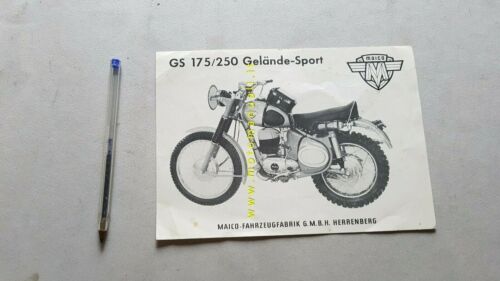 GS 175/250 Gelände-Sport
MAICO
M
MAICO-FAHRZEUGFABRIK G.M.B.H. HERRENBERG